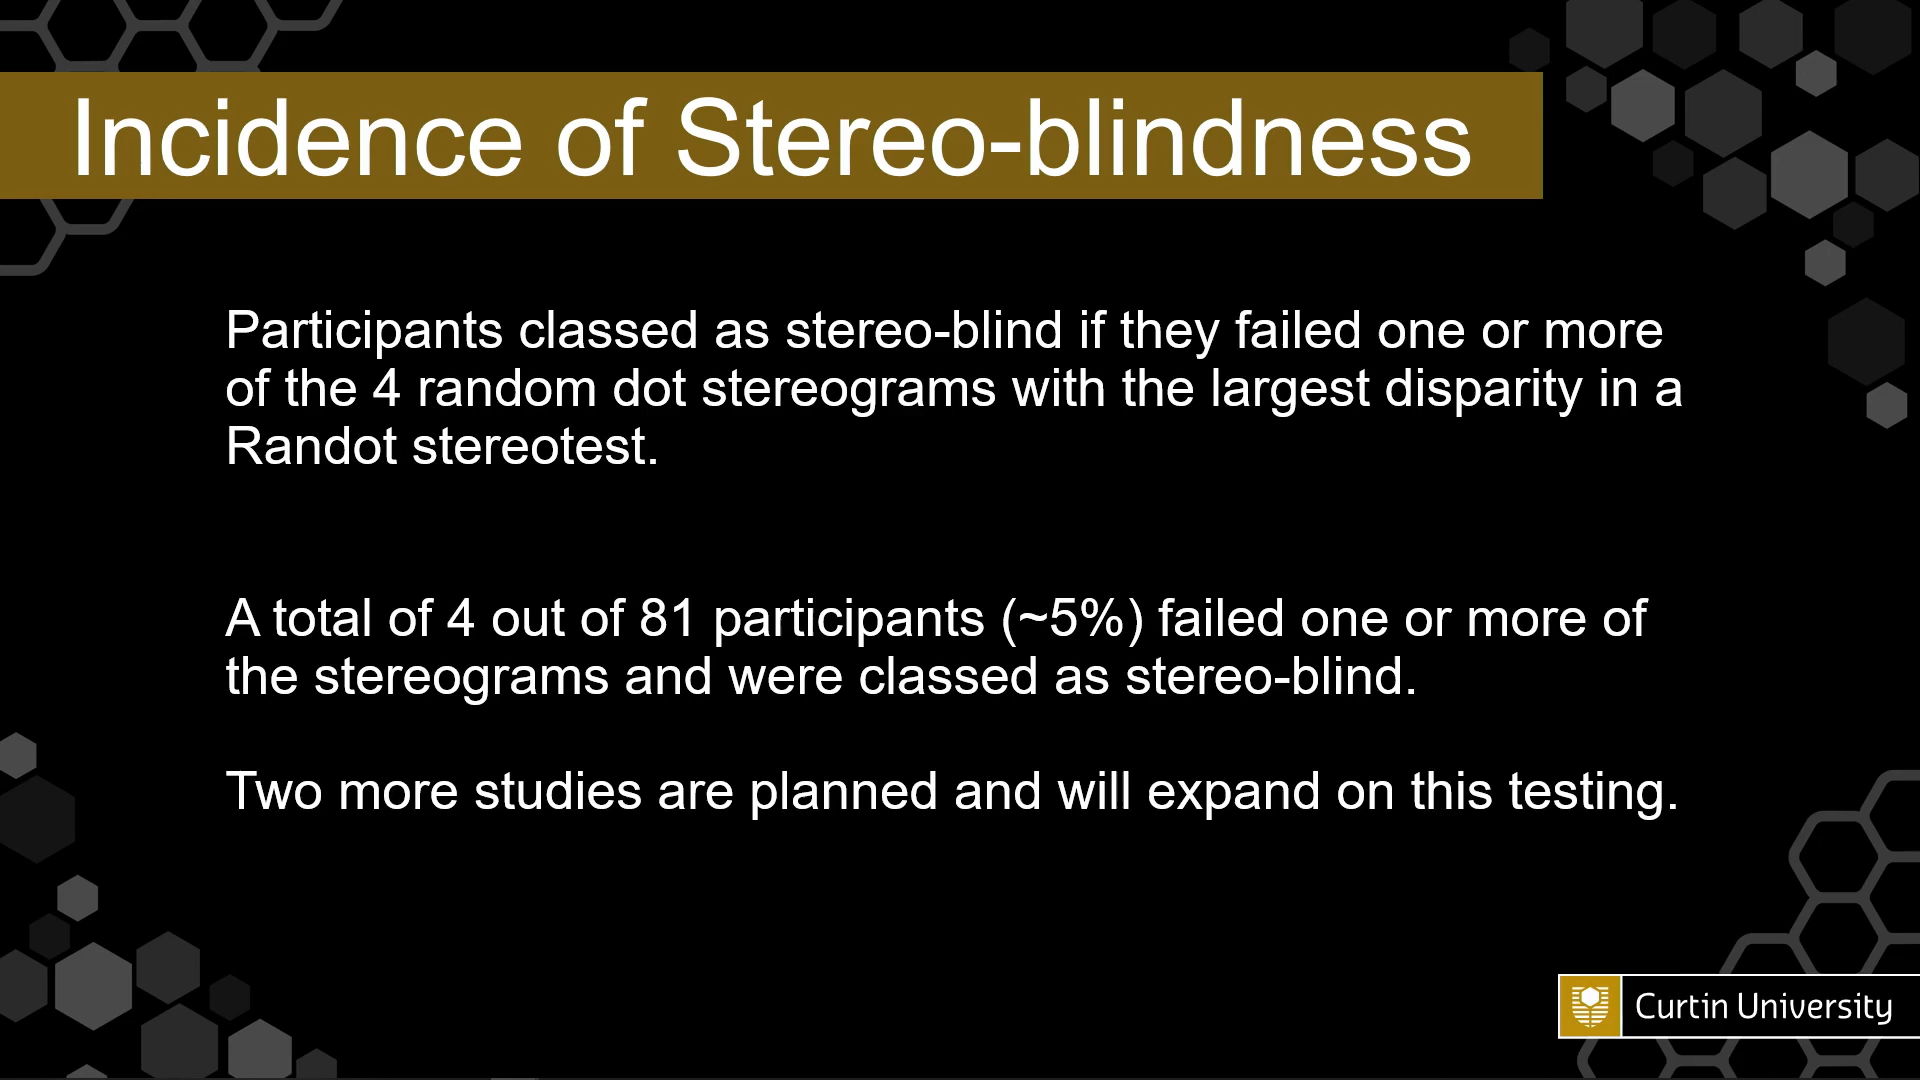 Incidence of Stereo-blindness
Participants classed as stereo-blind if they failed one or more
of the 4 random dot stereograms with the largest disparity in a
Randot stereotest.
A total of 4 out of 81 participants (~5%) failed one or more of
the stereograms and were classed as stereo-blind.
Two more studies are planned and will expand on this testing.
Curtin University